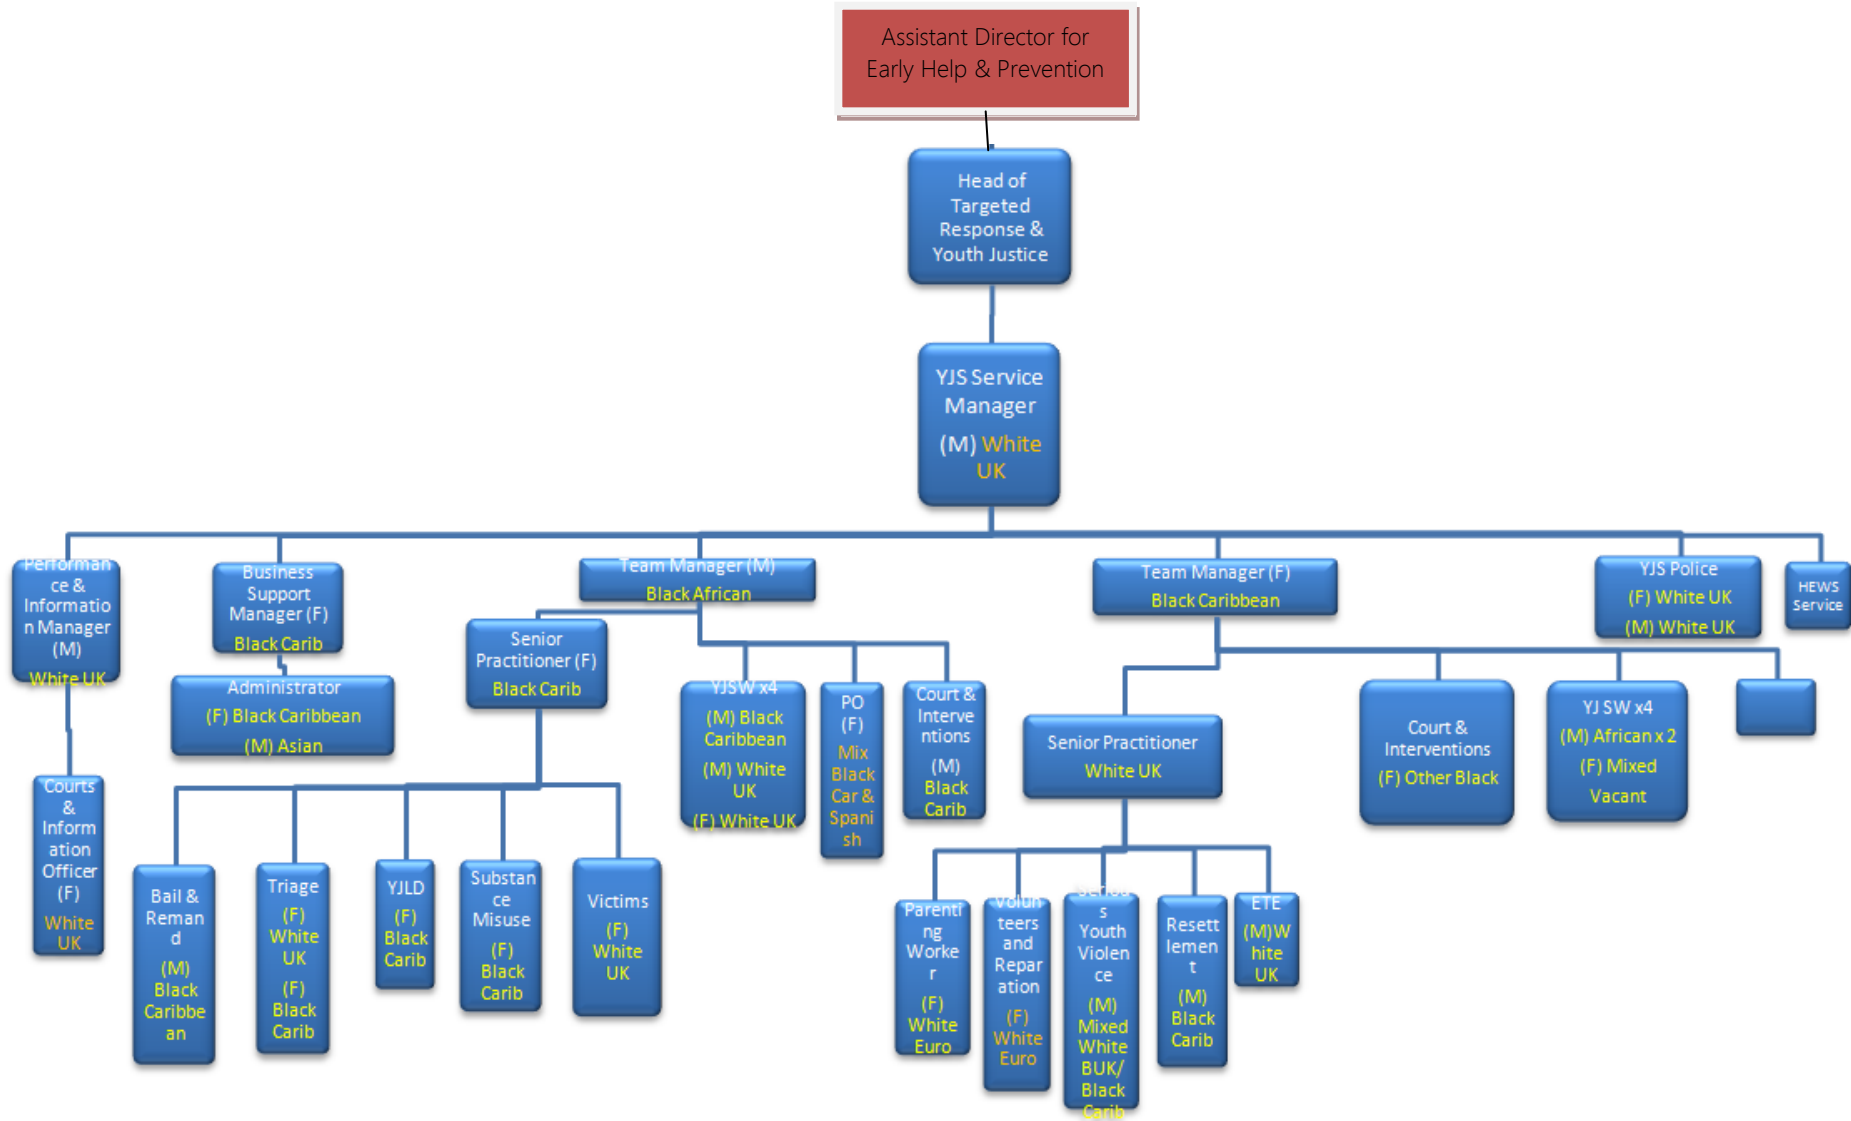 Assistant Director for
Early Help & Prevention
Head of
Targeted
Response &
Youth Justice
YJS Service
Manager
(M) White
UK
Performan
ce &
Informatio
n Manager
(M)
White UK
Business
Support
Manager (F)
Black Carib
Team Manager (M)
Black African
Team Manager (F)
Black Caribbean
YJS Police
(F) White UK
(M) White UK
HEWS
Service
Administrator
(F) Black Caribbean
(M) Asian
Senior
Practitioner (F)
Black Carib
YJSW x4
(M) Black
Caribbean
(M) White
UK
(F) White UK
PO
(F)
Mix
Black
Car &
Spani
sh
Court &
Interve
ntions
(M)
Black
Carib
Senior Practitioner
White UK
Court &
Interventions
(F) Other Black
YJ SW x4
(M) African x 2
(F) Mixed
Vacant
Courts
&
Inform
ation
Officer
(F)
White
UK
Bail &
Reman
d
(M)
Black
Caribbe
an
Triage
(F)
White
UK
(F)
Black
Carib
YJLD
(F)
Black
Carib
Substan
ce
Misuse
(F)
Black
Carib
Victims
(F)
White
UK
Parenti
ng
Worke
r
(F)
White
Euro
Volun
teers
and
Repar
ation
(F)
White
Euro
Seriou
s
Youth
Violen
ce
(M)
Mixed
White
BUK/
Black
Carib
Resett
lemen
t
(M)
Black
Carib
ETE
(M)W
hite
UK